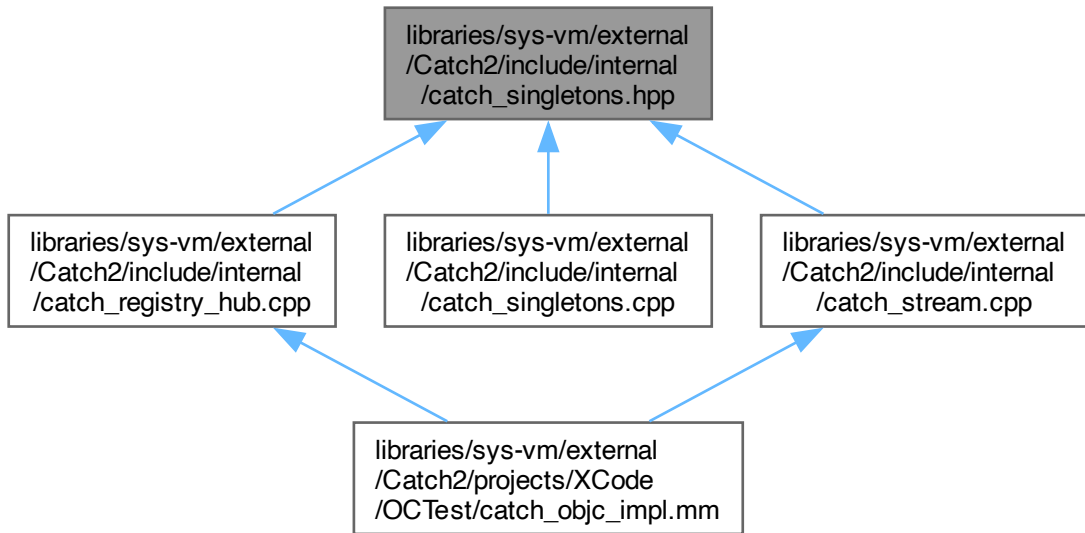 libraries/sys-vm/external
/Catch2/include/internal
/catch_singletons.hpp
libraries/sys-vm/external
/Catch2/include/internal
/catch_registry_hub.cpp
libraries/sys-vm/external
/Catch2/include/internal
/catch_singletons.cpp
libraries/sys-vm/external
/Catch2/include/internal
/catch_stream.cpp
libraries/sys-vm/external
/Catch2/projects/XCode
/OCTest/catch_objc_impl.mm